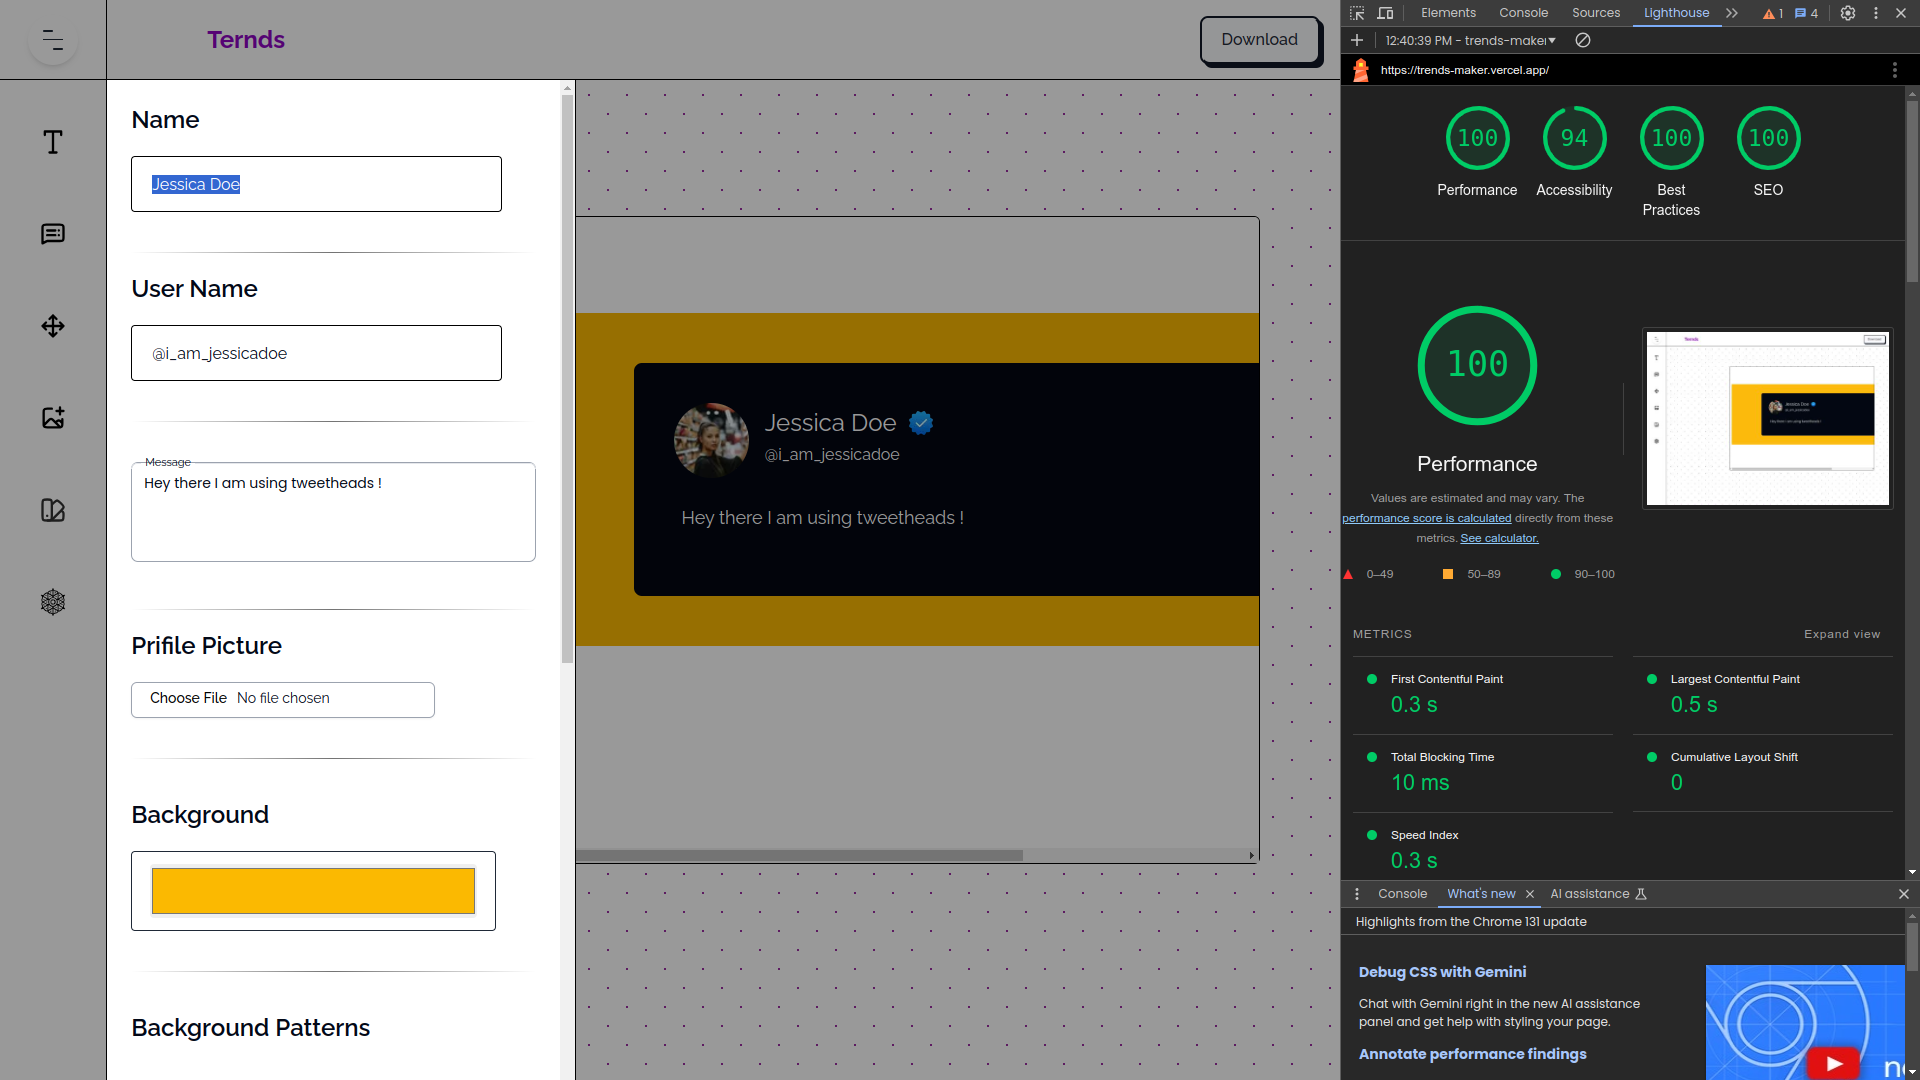 Ternds
Download
Name
Jessica Doe
User Name
@i_am_jessicadoe
Message
Hey there I am using tweetheads !
Prifile Picture
Choose File No file chosen
Background
Background Patterns
Jessica Doe
@i_am_jessicadoe
Hey there I am using tweetheads !
Elements Console Sources Lighthouse 1 4
12:40:39 PM - trends-maker
https://trends-maker.vercel.app/
100 94 100 100
Performance Accessibility Best Practices SEO
100
Performance
Values are estimated and may vary. The
performance score is calculated directly from these
metrics. See calculator.
0–49 50–89 90–100
METRICS Expand view
First Contentful Paint
0.3 s
Largest Contentful Paint
0.5 s
Total Blocking Time
10 ms
Cumulative Layout Shift
0
Speed Index
0.3 s
Console What's new AI assistance
Highlights from the Chrome 131 update
Debug CSS with Gemini
Chat with Gemini right in the new AI assistance
panel and get help with styling your page.
Annotate performance findings